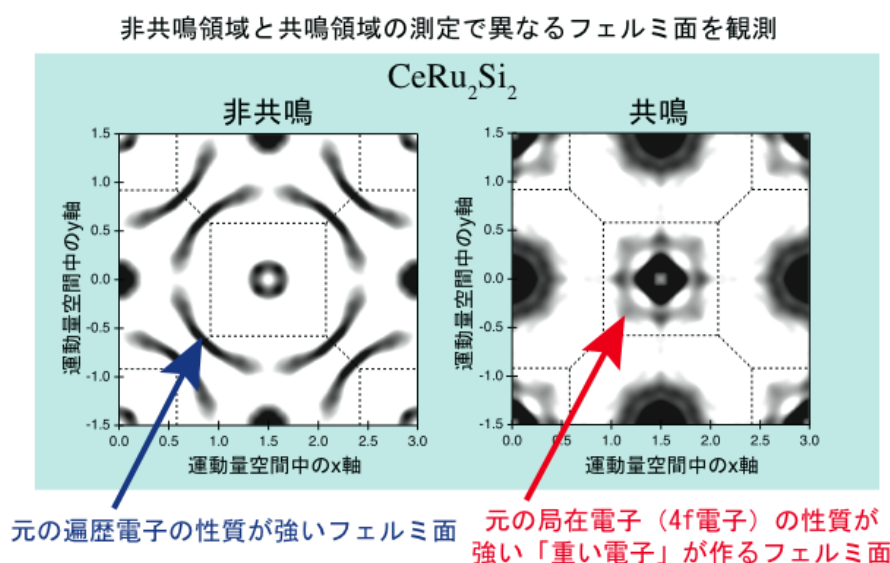 非共鳴領域と共鳴領域の測定で異なるフェルミ面を観測
CeRu2Si2
非共鳴
共鳴
運動量空間中のy軸
1.5
1.0
0.5
0.0
-0.5
-1.0
-1.5
0.0 0.5 1.0 1.5 2.0 2.5 3.0
運動量空間中のx軸
運動量空間中のy軸
1.5
1.0
0.5
0.0
-0.5
-1.0
-1.5
0.0 0.5 1.0 1.5 2.0 2.5 3.0
運動量空間中のx軸
元の遍歴電子の性質が強いフェルミ面
元の局在電子(4f電子)の性質が
強い「重い電子」が作るフェルミ面